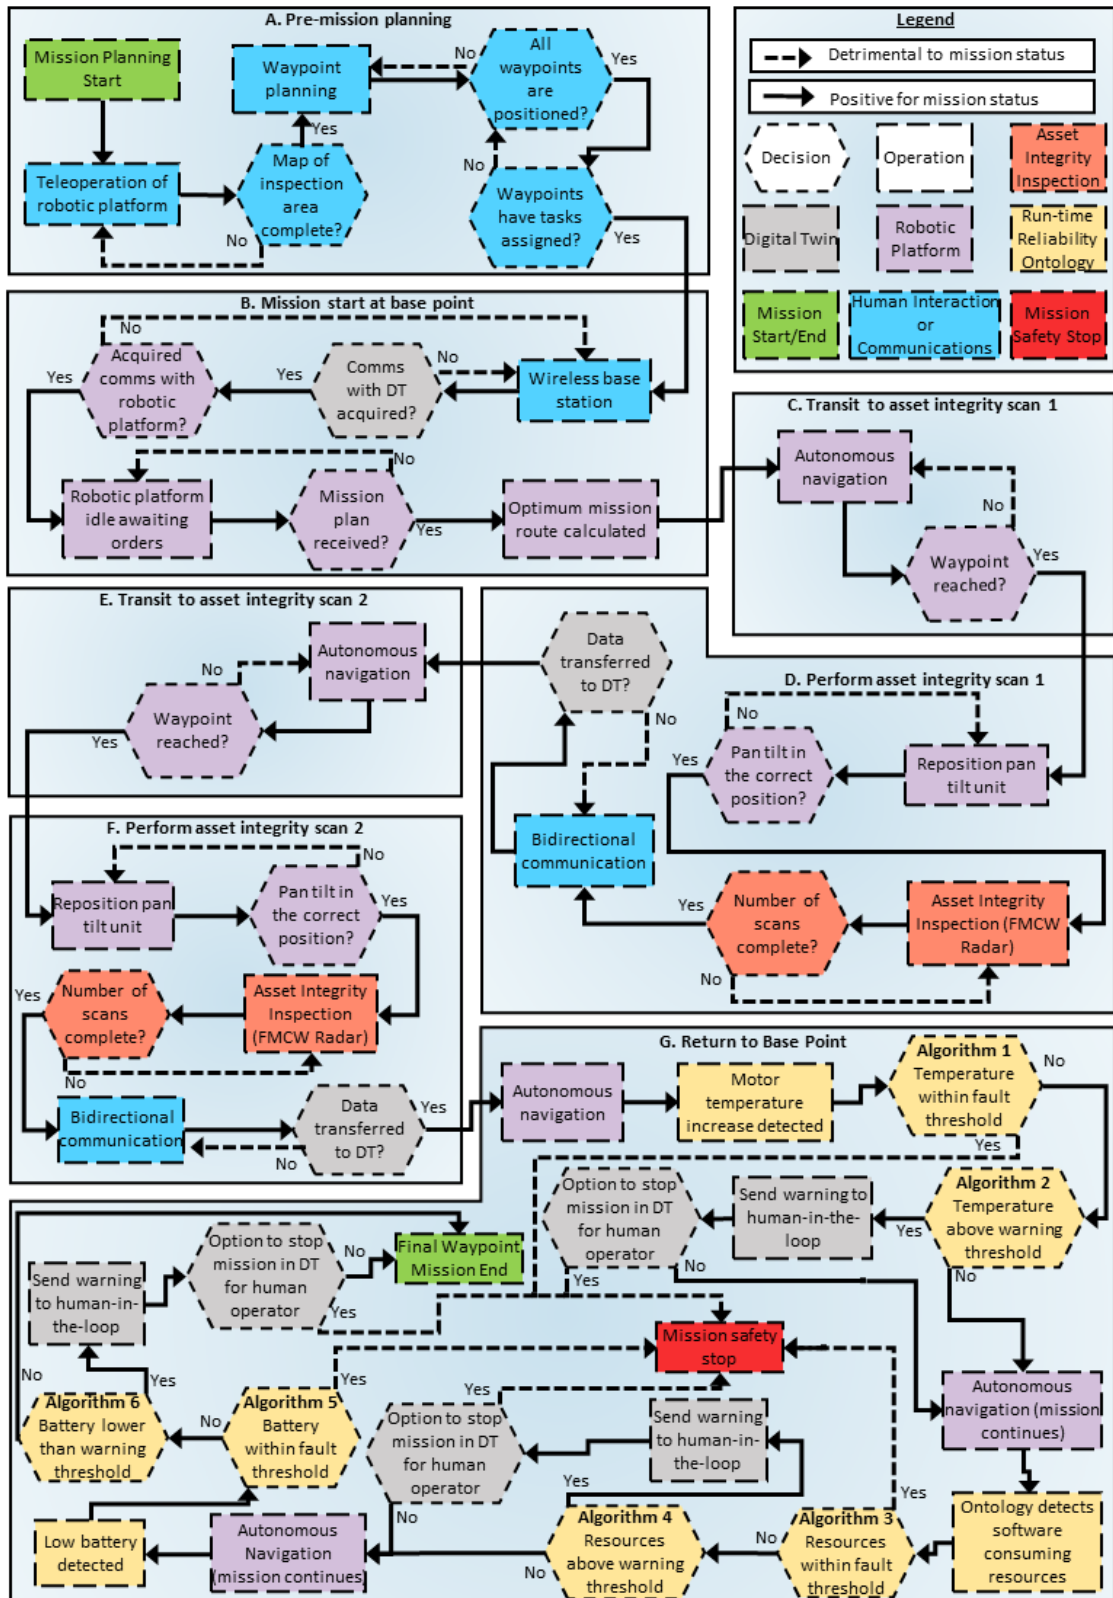 A. Pre-mission planning
Mission Planning
Start
Waypoint
planning
No
All
waypoints
are
positioned?
Yes
Yes
No
Teleoperation of
robotic platform
Map of
inspection
area
complete?
No
Waypoints
have tasks
assigned?
Yes
Legend
Detrimental to mission status
Positive for mission status
Decision
Operation
Asset
Integrity
Inspection
Digital Twin
Robotic
Platform
Run-time
Reliability
Ontology
Mission
Start/End
Human Interaction
or
Communications
Mission
Safety Stop
B. Mission start at base point
No
Acquired
comms with
robotic
platform?
Yes
Yes
Comms
with DT
acquired?
No
Wireless base
station
No
Robotic platform
idle awaiting
orders
Mission
plan
received?
Yes
Optimum mission
route calculated
C. Transit to asset integrity scan 1
Autonomous
navigation
No
Waypoint
reached?
Yes
E. Transit to asset integrity scan 2
Autonomous
navigation
No
Waypoint
reached?
Yes
Data
transferred
to DT?
No
D. Perform asset integrity scan 1
No
Pan tilt in
the correct
position?
Yes
Reposition pan
tilt unit
Bidirectional
communication
Yes
Number of
scans
complete?
No
Asset Integrity
Inspection (FMCW
Radar)
F. Perform asset integrity scan 2
No
Reposition pan
tilt unit
Pan tilt in
the correct
position?
Yes
Yes
Number of
scans
complete?
No
Asset Integrity
Inspection
(FMCW Radar)
Bidirectional
communication
No
Data
transferred
to DT?
Yes
G. Return to Base Point
Autonomous
navigation
Motor
temperature
increase detected
Algorithm 1
Temperature
within fault
threshold
No
Yes
Option to stop
mission in DT
for human
operator
Send warning to
human-in-the-
loop
Yes
Algorithm 2
Temperature
above warning
threshold
No
Yes
No
Send warning
to human-in-
the-loop
Option to stop
mission in DT
for human
operator
No
Yes
Final Waypoint
Mission End
Mission safety
stop
No
Yes
Algorithm 6
Battery lower
than warning
threshold
No
Algorithm 5
Battery within
fault
threshold
Yes
Yes
Option to stop
mission in DT
for human
operator
No
Send warning
to human-in-
the-loop
Autonomous
navigation (mission
continues)
Yes
Low battery
detected
Autonomous
Navigation
(mission continues
No
Yes
Algorithm 4
Resources
above warning
threshold
No
Algorithm 3
Resources
within fault
threshold
Ontology detects
software
consuming
resources